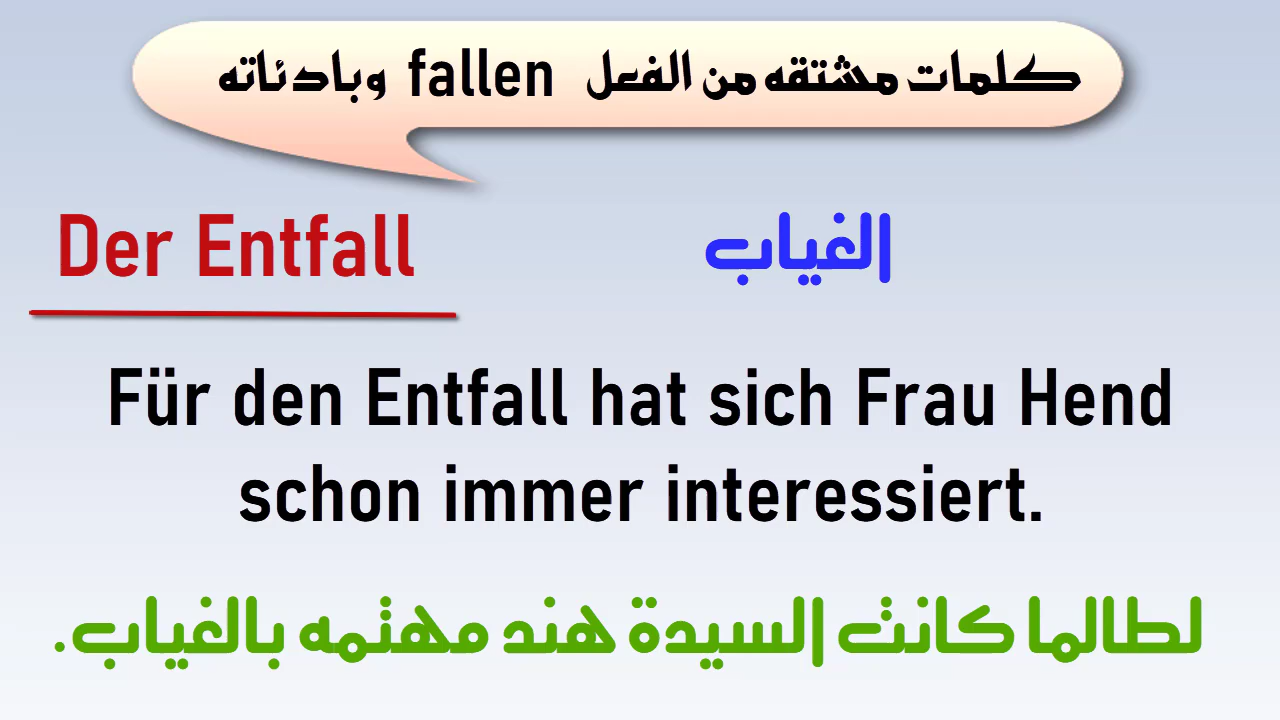 كلمات مشتقه من الفعل fallen وبادئاته
Der Entfall
الغياب
Für den Entfall hat sich Frau Hend
schon immer interessiert.
لطالما كانت السيدة هند مهتمه بالغياب.